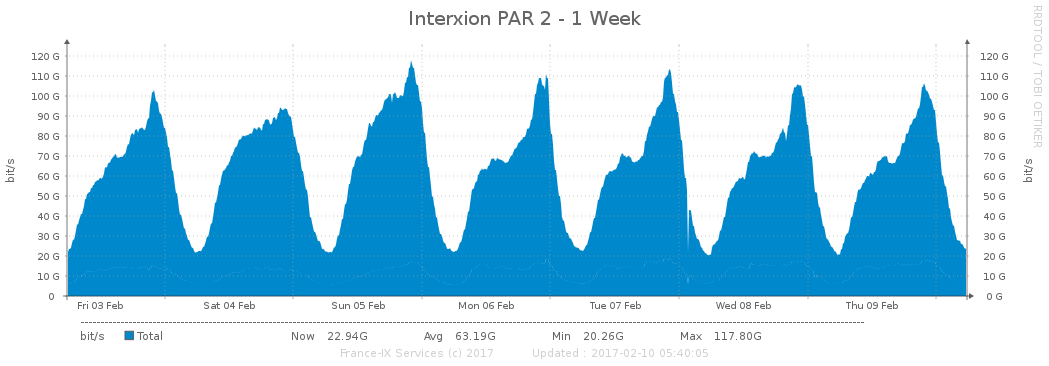 Interxion PAR 2 - 1 Week
RRDTOOL / TOBI OETIKER
bit/s
120 G
110 G
100 G
90 G
80 G
70 G
60 G
50 G
40 G
30 G
20 G
10 G
0
120 G
110 G
100 G
90 G
80 G
70 G
60 G
50 G
40 G
30 G
20 G
10 G
0 G
bit/s
Fri 03 Feb Sat 04 Feb Sun 05 Feb Mon 06 Feb Tue 07 Feb Wed 08 Feb Thu 09 Feb
bit/s Total Now 22.94G Avg 63.19G Min 20.26G Max 117.80G
France-IX Services (c) 2017 Updated : 2017-02-10 05:40:05